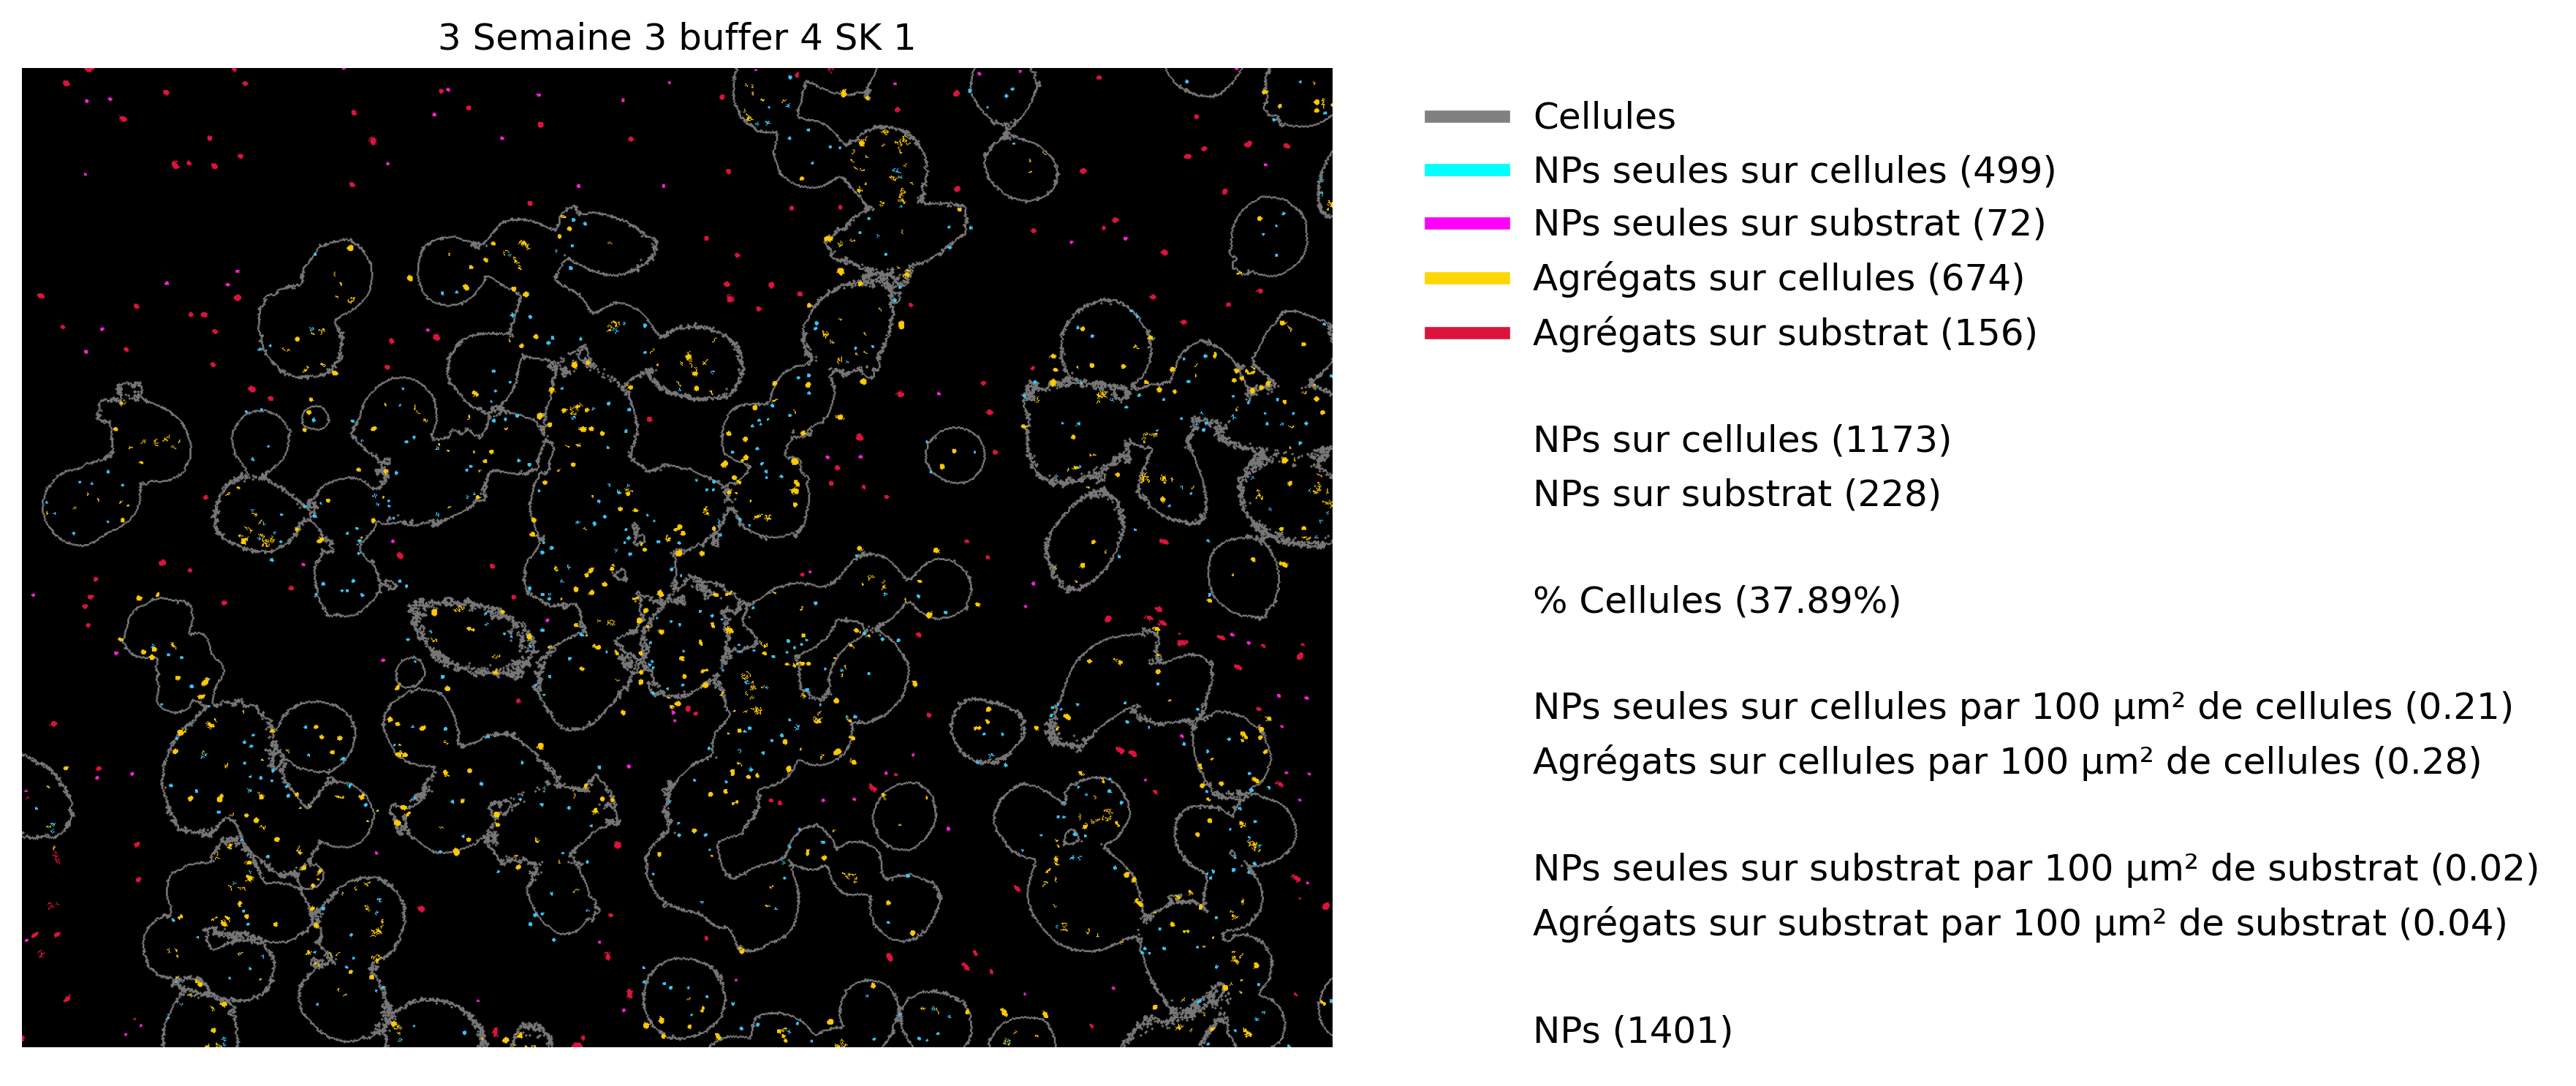 3 Semaine 3 buffer 4 SK 1
Cellules
NPs seules sur cellules (499)
NPs seules sur substrat (72)
Agrégats sur cellules (674)
Agrégats sur substrat (156)
NPs sur cellules (1173)
NPs sur substrat (228)
% Cellules (37.89%)
NPs seules sur cellules par 100 µm² de cellules (0.21)
Agrégats sur cellules par 100 µm² de cellules (0.28)
NPs seules sur substrat par 100 µm² de substrat (0.02)
Agrégats sur substrat par 100 µm² de substrat (0.04)
NPs (1401)